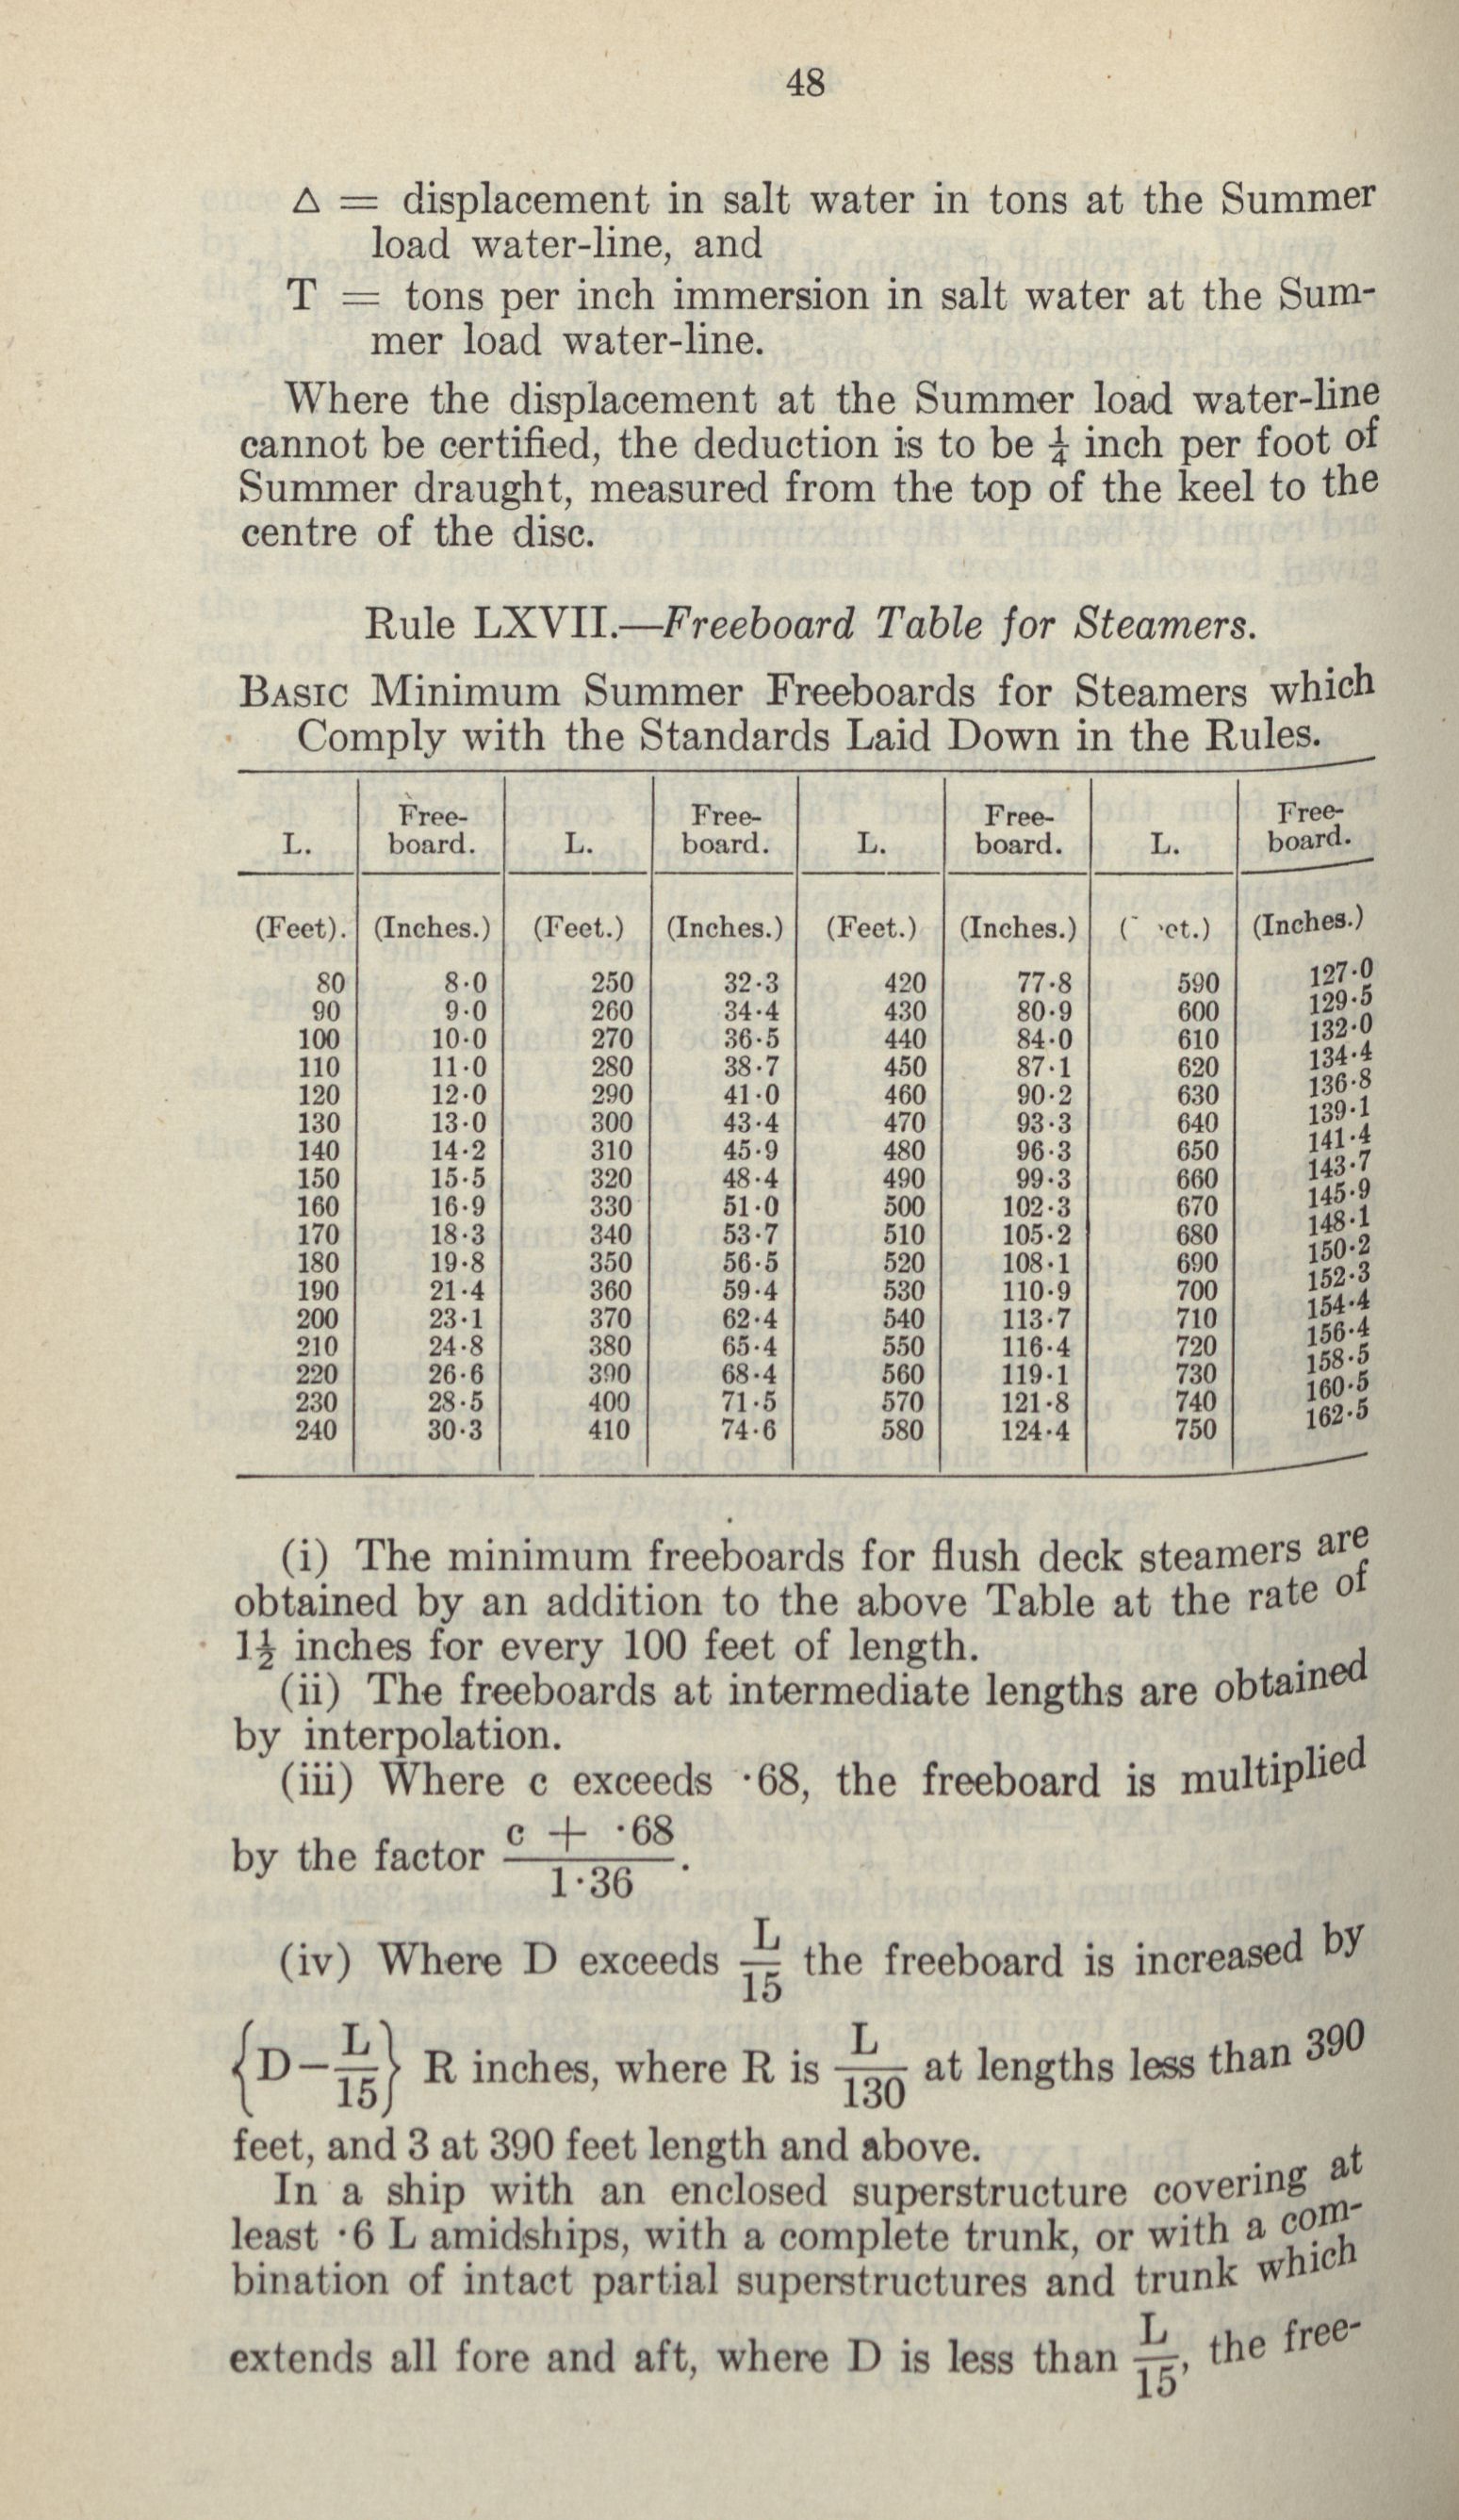 48
△ = displacement in salt water in tons at the Summer
load water-line, and
T = tons per inch immersion in salt water at the Sum-
mer load water-line.
Where the displacement at the Summer load water-line
cannot be certified, the deduction is to be ¼ inch per foot of
Summer draught, measured from the top of the keel to the
centre of the disc.
Rule LXVII.—Freeboard Table for Steamers.
BASIC Minimum Summer Freeboards for Steamers which
Comply with the Standards Laid Down in the Rules.
L. Free-board. L. Free-board. L. Free-board. L. Free-board.
(Feet). (Inches.) (Feet.) (Inches.) (Feet.) (Inches.) ( et.) (Inches.)
80 8·0 250 32·3 420 77·8 590 127·0
90 9·0 260 34·4 430 80·9 600 129·5
100 10·0 270 36·5 440 84·0 610 132·0
110 11·0 280 38·7 450 87·1 620 134·4
120 12·0 290 41·0 460 90·2 630 136·8
130 13·0 300 43·4 470 93·3 640 139·1
140 14·2 310 45·9 480 96·3 650 141·4
150 15·5 320 48·4 490 99·3 660 143·7
160 16·9 330 51·0 500 102·3 670 145·9
170 18·3 340 53·7 510 105·2 680 148·1
180 19·8 350 56·5 520 108·1 690 150·2
190 21·4 360 59·4 530 110·9 700 152·3
200 23·1 370 62·4 540 113·7 710 154·4
210 24·8 380 65·4 550 116·4 720 156·4
220 26·6 390 68·4 560 119·1 730 158·5
230 28·5 400 71·5 570 121·8 740 160·5
240 30·3 410 74·6 580 124·4 750 162·5
(i) The minimum freeboards for flush deck steamers are
obtained by an addition to the above Table at the rate of
1½ inches for every 100 feet of length.
(ii) The freeboards at intermediate lengths are obtained
by interpolation.
(iii) Where c exceeds ·68, the freeboard is multiplied
by the factor (c + ·68)/1·36.
(iv) Where D exceeds L/15 the freeboard is increased by
{D−L/15} R inches, where R is L/130 at lengths less than 390
feet, and 3 at 390 feet length and above.
In a ship with an enclosed superstructure covering at
least ·6 L amidships, with a complete trunk, or with a com-
bination of intact partial superstructures and trunk which
extends all fore and aft, where D is less than L/15, the free-